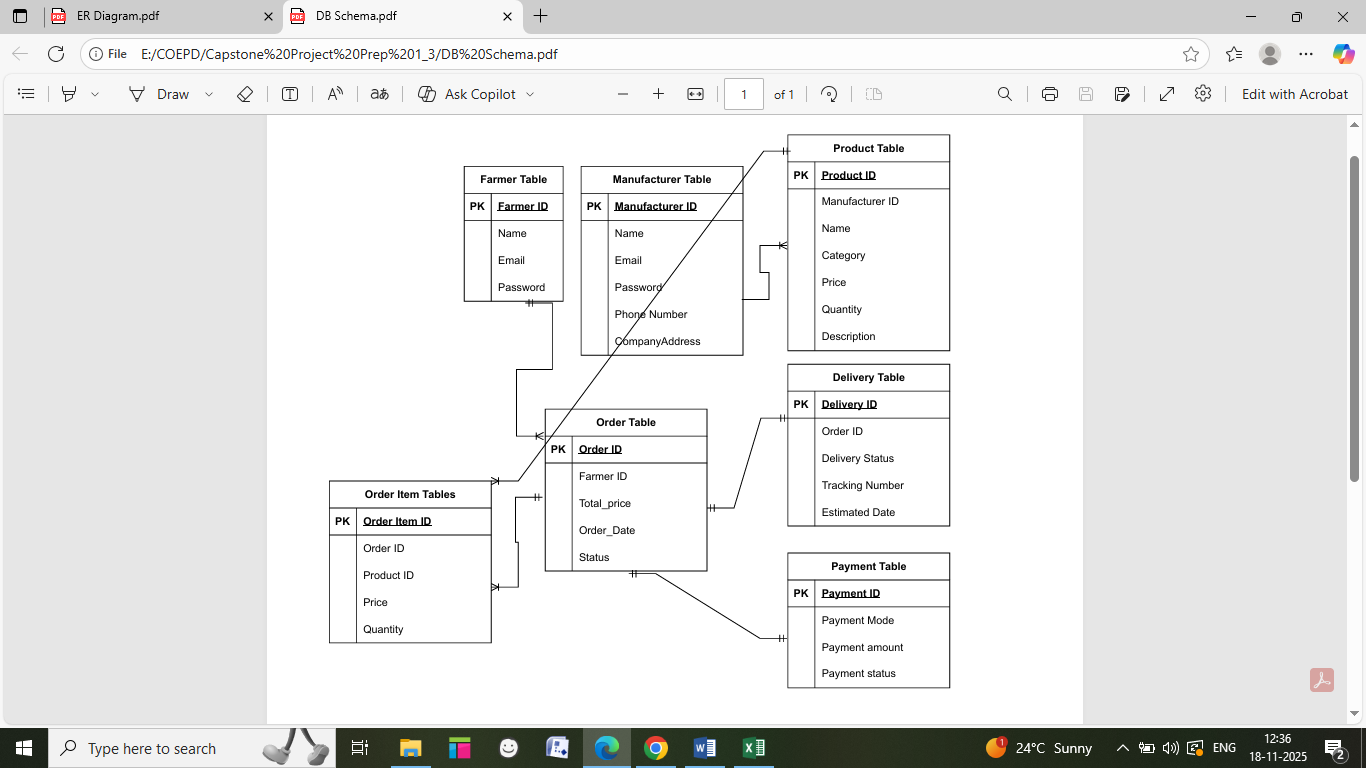 ER Diagram.pdf
DB Schema.pdf
File
E:/COEPD/Capstone%20Project%20Prep%201_3/DB%20Schema.pdf
Draw
Ask Copilot
1
of 1
Edit with Acrobat
Farmer Table
PK Farmer ID
Name
Email
Password
Manufacturer Table
PK Manufacturer ID
Name
Email
Password
Phone Number
CompanyAddress
Product Table
PK Product ID
Manufacturer ID
Name
Category
Price
Quantity
Description
Delivery Table
PK Delivery ID
Order ID
Delivery Status
Tracking Number
Estimated Date
Order Table
PK Order ID
Farmer ID
Total_price
Order_Date
Status
Order Item Tables
PK Order Item ID
Order ID
Product ID
Price
Quantity
Payment Table
PK Payment ID
Payment Mode
Payment amount
Payment status
Type here to search
1
24°C Sunny
ENG
12:36
18-11-2025
2